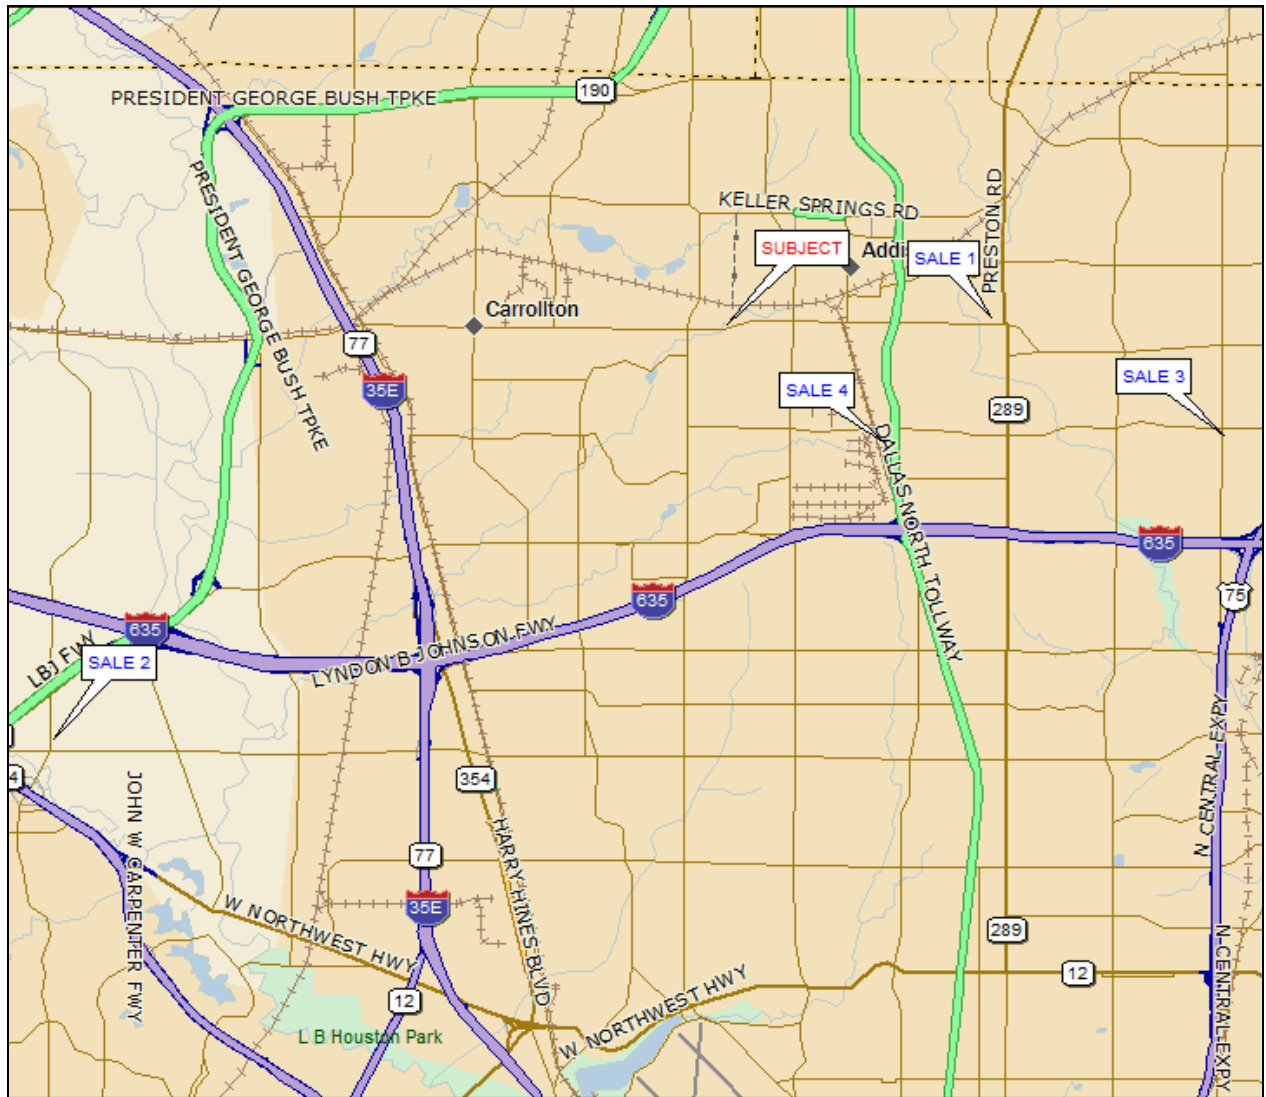 PRESIDENT GEORGE BUSH TPKE
190
PRESIDENT GEORGE BUSH TPKE
KELLER SPRINGS RD
PRESTON RD
SUBJECT
Addi
SALE 1
Carrollton
77
35E
SALE 4
SALE 3
289
DALLAS NORTH TOLLWAY
635
635
635
75
LBJ FWY
SALE 2
LYNDON B JOHNSON FWY
4
354
JOHN W CARPENTER FWY
HARRY HINES BLVD
N CENTRAL EXPY
77
35E
W NORTHWEST HWY
289
12
12
N CENTRAL EXPY
W NORTHWEST HWY
L B Houston Park